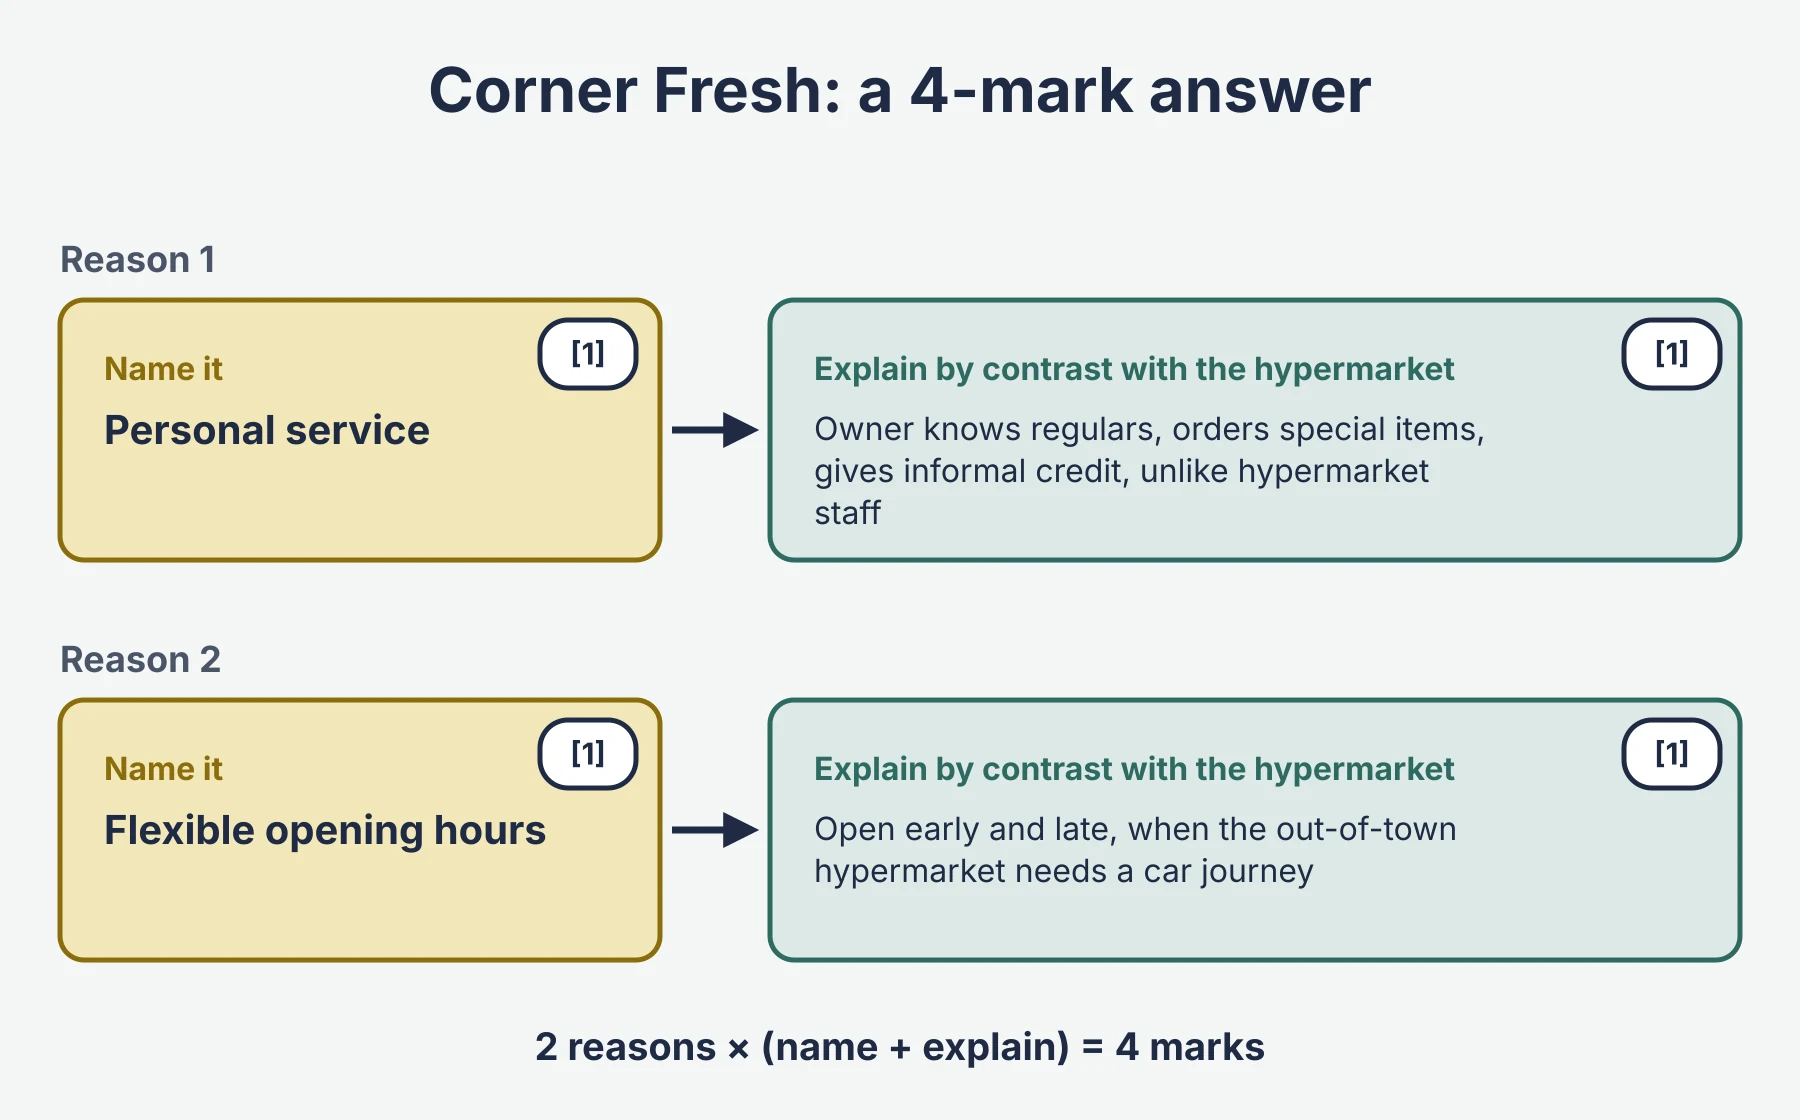 Corner Fresh: a 4-mark answer
Reason 1
Name it
[1]
Personal service
Explain by contrast with the hypermarket
[1]
Owner knows regulars, orders special items,
gives informal credit, unlike hypermarket
staff
Reason 2
Name it
[1]
Flexible opening hours
Explain by contrast with the hypermarket
[1]
Open early and late, when the out-of-town
hypermarket needs a car journey
2 reasons × (name + explain) = 4 marks